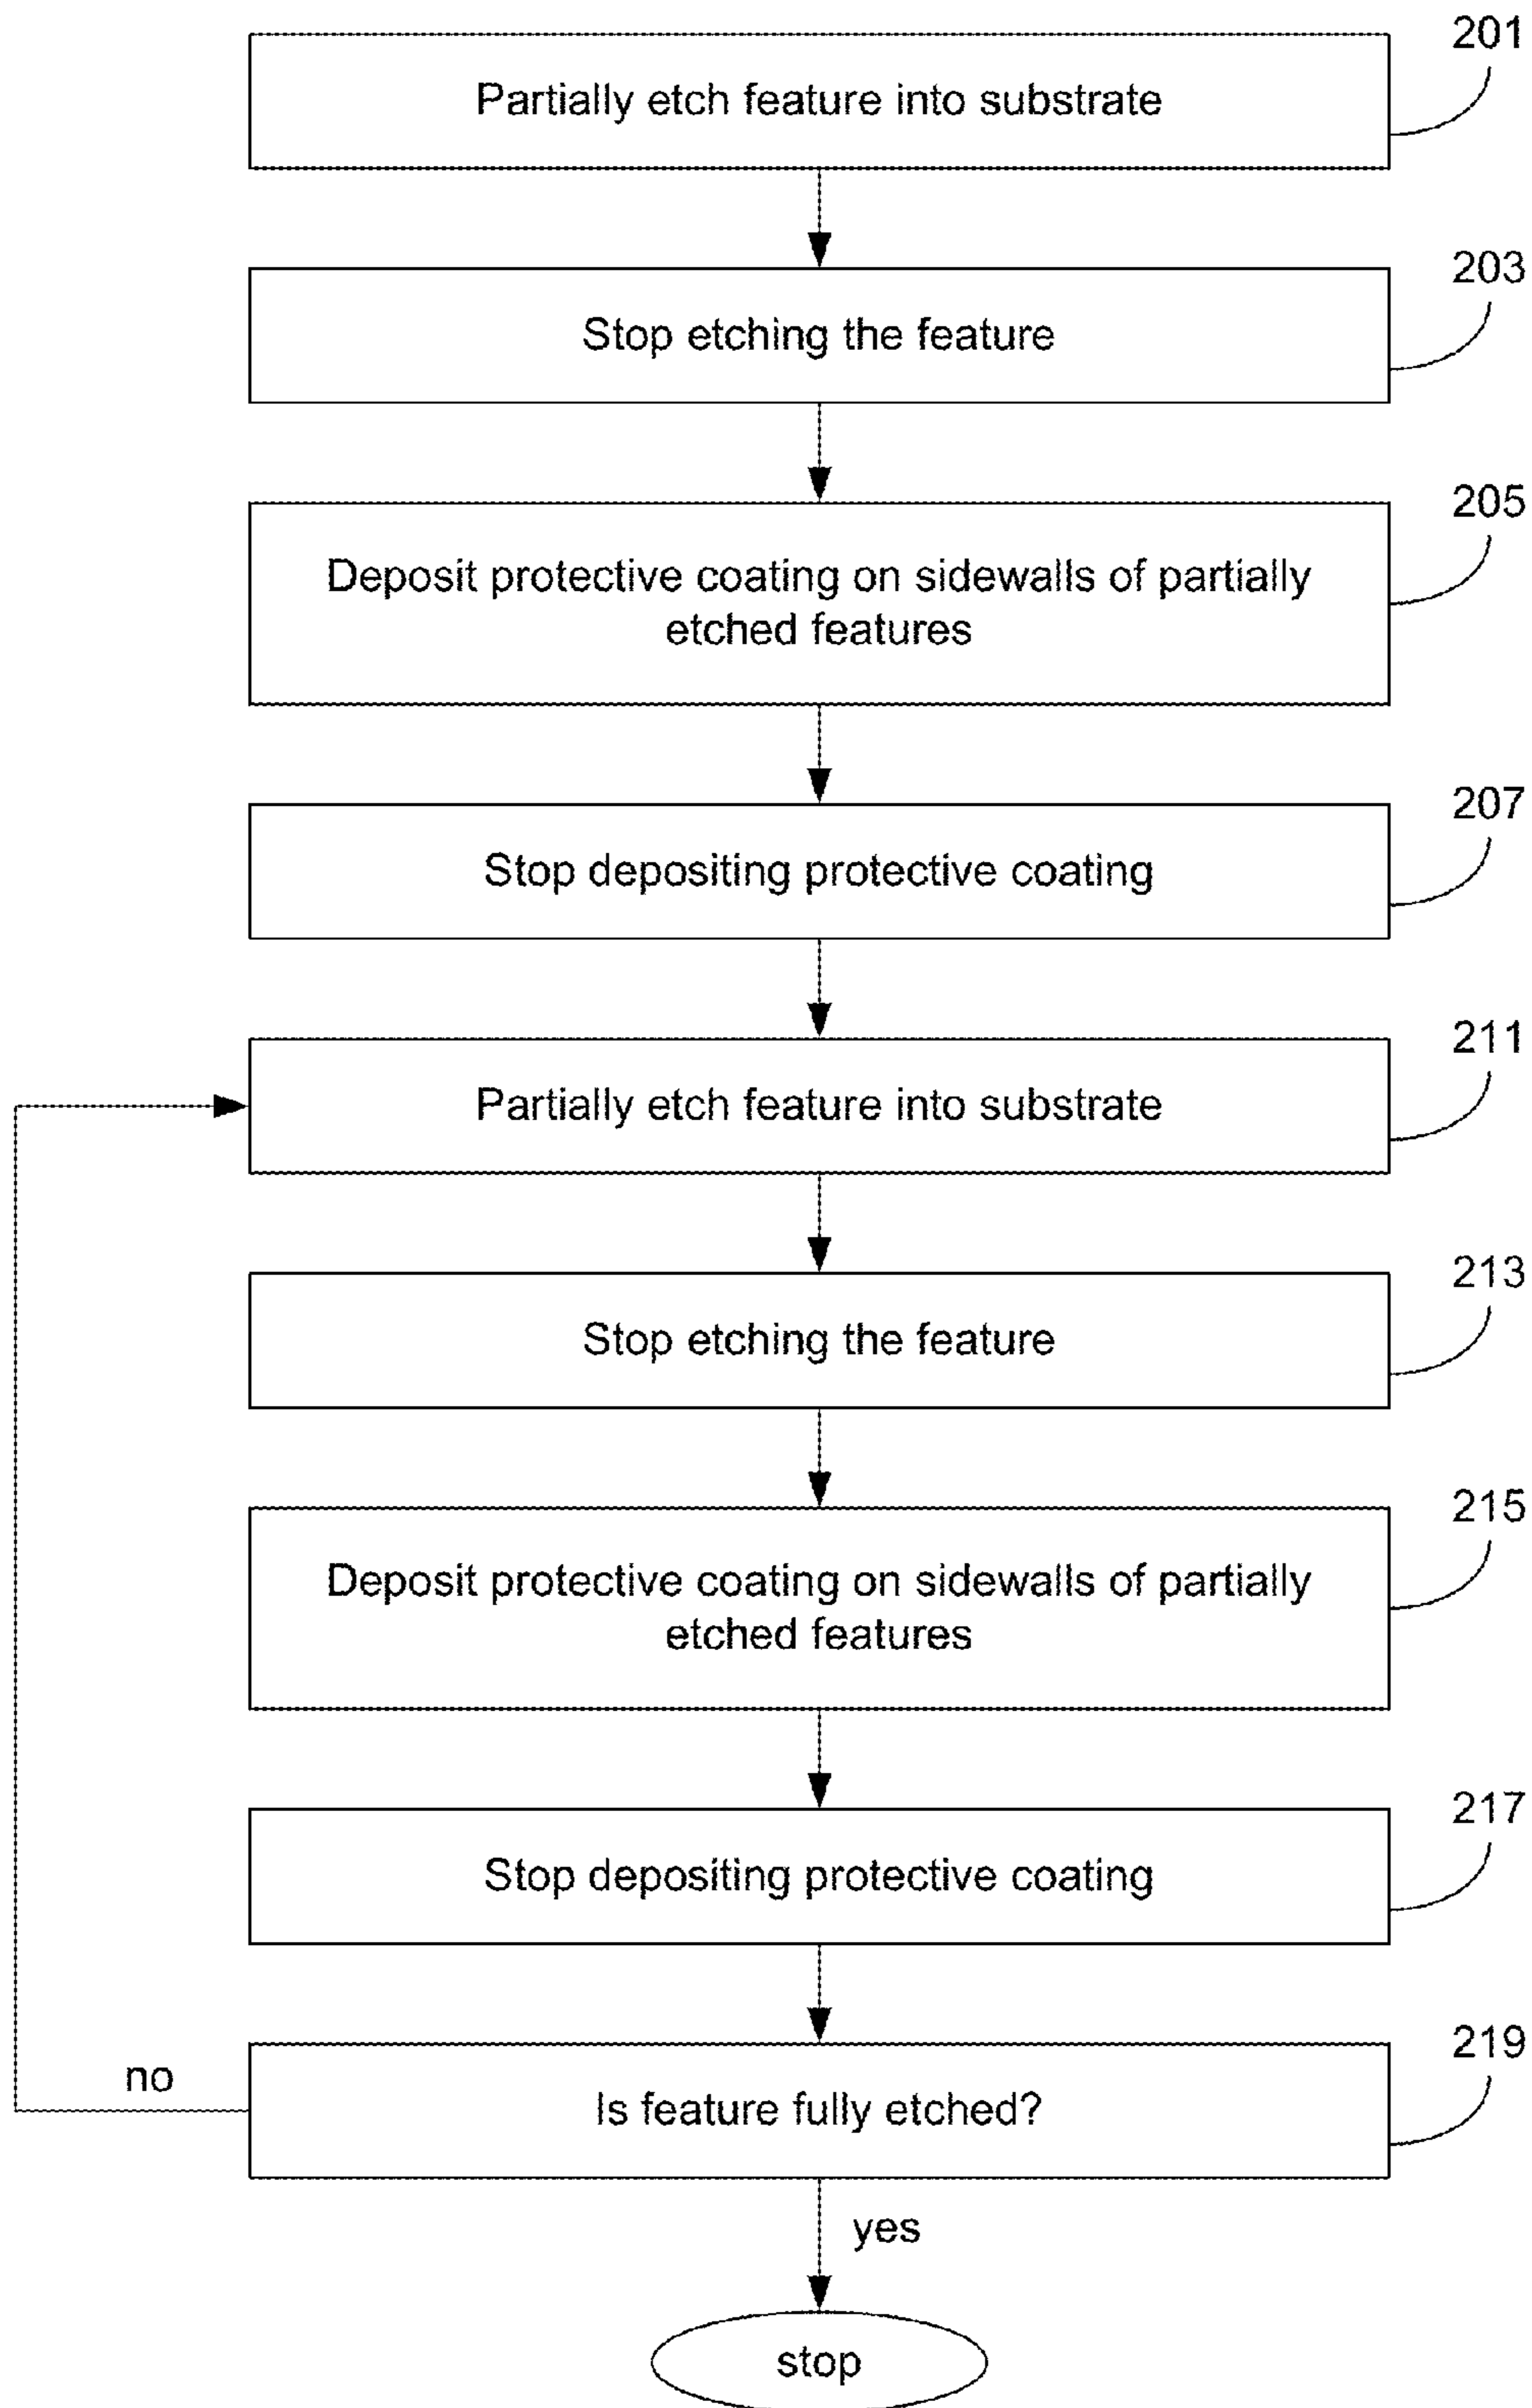 201
Partially etch feature into substrate
203
Stop etching the feature
205
Deposit protective coating on sidewalls of partially
etched features
207
Stop depositing protective coating
211
Partially etch feature into substrate
213
Stop etching the feature
215
Deposit protective coating on sidewalls of partially
etched features
217
Stop depositing protective coating
219
no
Is feature fully etched?
yes
stop